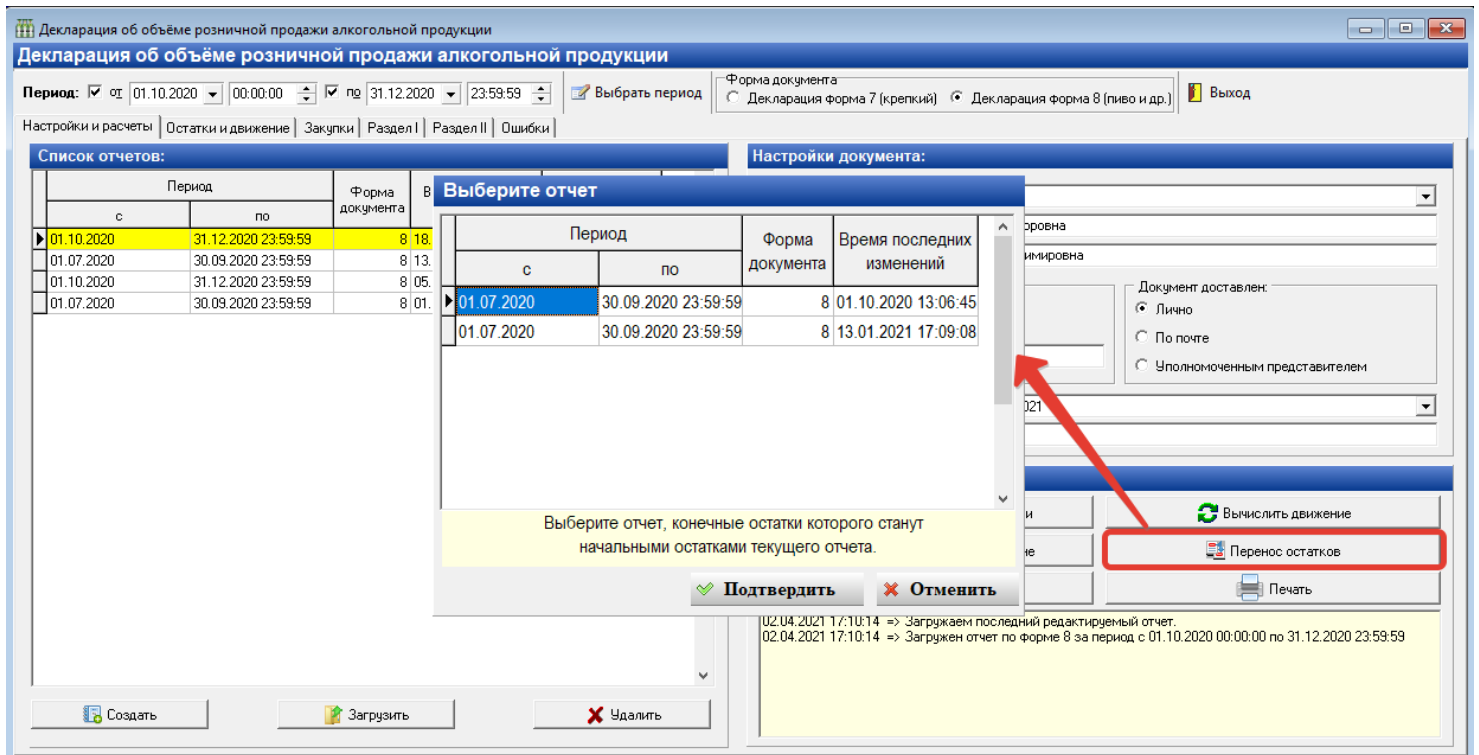 Декларация об объёме розничной продажи алкогольной продукции
Декларация об объёме розничной продажи алкогольной продукции
Период: от 01.10.2020 00:00:00 по 31.12.2020 23:59:59 Выбрать период
Форма документа
Декларация форма 7 (крепкий) Декларация форма 8 (пиво и др.)
Выход
Настройки и расчеты Остатки и движение Закупки Раздел I Раздел II Ошибки
Список отчетов:
Период Форма документа В
с по
01.10.2020 31.12.2020 23:59:59 8 18.
01.07.2020 30.09.2020 23:59:59 8 13.
01.10.2020 31.12.2020 23:59:59 8 05.
01.07.2020 30.09.2020 23:59:59 8 01.
Создать Загрузить Удалить
Выберите отчет
Период Форма документа Время последних изменений
с по
01.07.2020 30.09.2020 23:59:59 8 01.10.2020 13:06:45
01.07.2020 30.09.2020 23:59:59 8 13.01.2021 17:09:08
Выберите отчет, конечные остатки которого станут
начальными остатками текущего отчета.
Подтвердить Отменить
Настройки документа:
оровна
имировна
Документ доставлен:
Лично
По почте
Уполномоченным представителем
021
и Вычислить движение
ие Перенос остатков
Печать
02.04.2021 17:10:14 => Загружаем последний редактируемый отчет.
02.04.2021 17:10:14 => Загружен отчет по форме 8 за период с 01.10.2020 00:00:00 по 31.12.2020 23:59:59